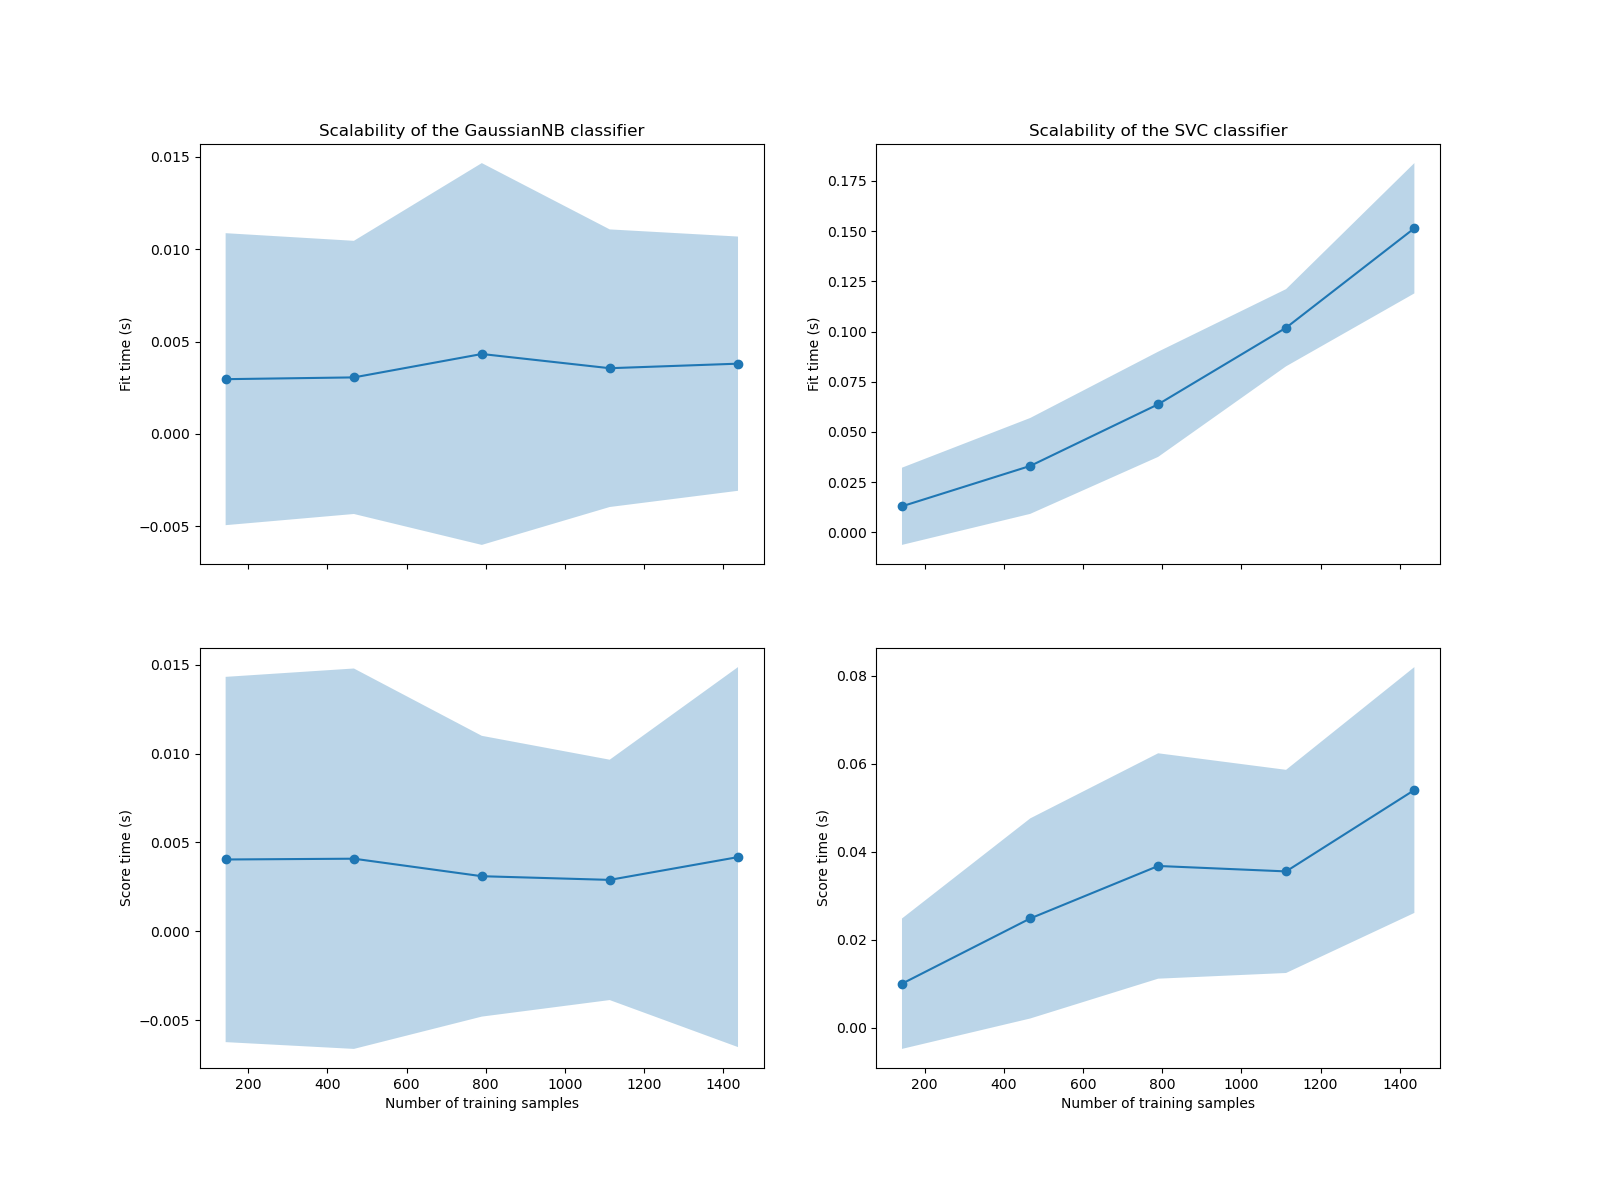 Scalability of the GaussianNB classifier
0.015
0.010
0.005
0.000
−0.005
Fit time (s)
Scalability of the SVC classifier
0.175
0.150
0.125
0.100
0.075
0.050
0.025
0.000
Fit time (s)
0.015
0.010
0.005
0.000
−0.005
Score time (s)
200 400 600 800 1000 1200 1400
Number of training samples
0.08
0.06
0.04
0.02
0.00
Score time (s)
200 400 600 800 1000 1200 1400
Number of training samples